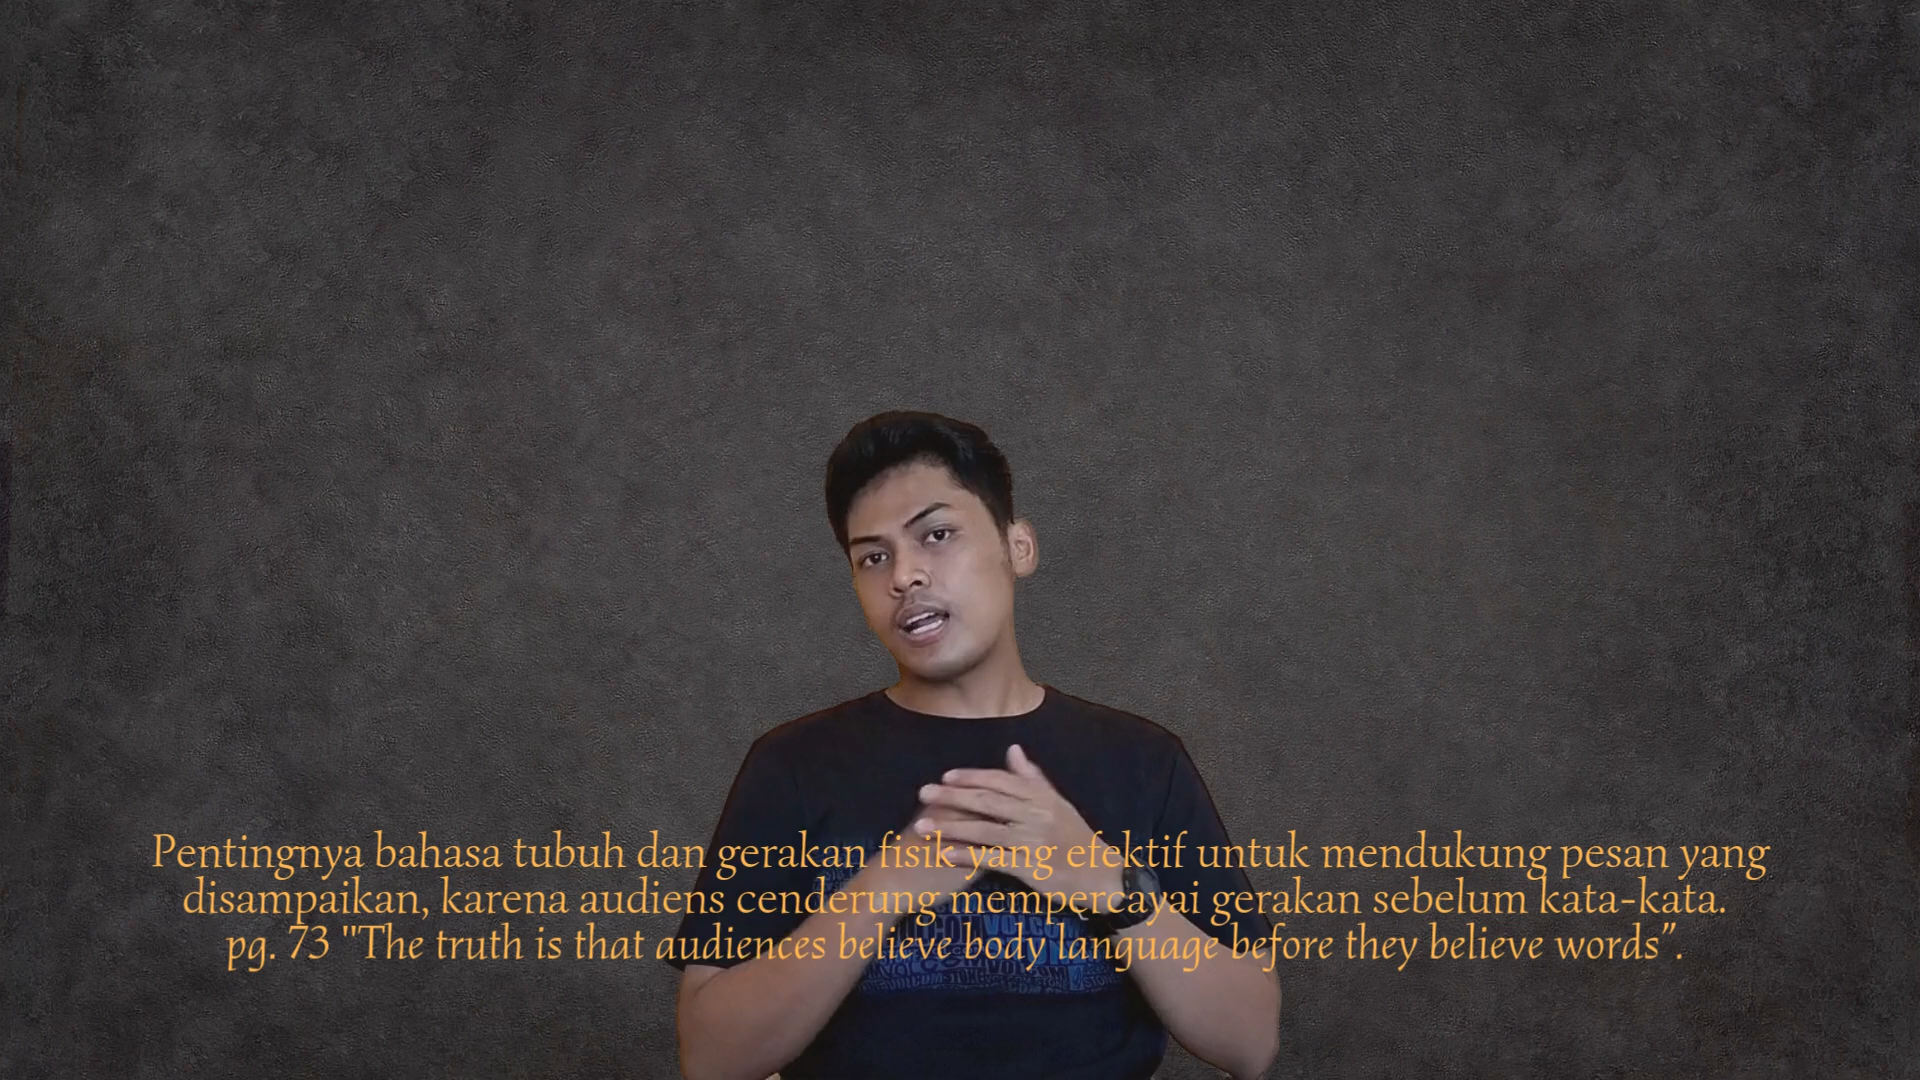 Pentingnya bahasa tubuh dan gerakan fisik yang efektif untuk mendukung pesan yang
disampaikan, karena audiens cenderung mempercayai gerakan sebelum kata-kata.
pg. 73 "The truth is that audiences believe body language before they believe words”.
VOLCOM